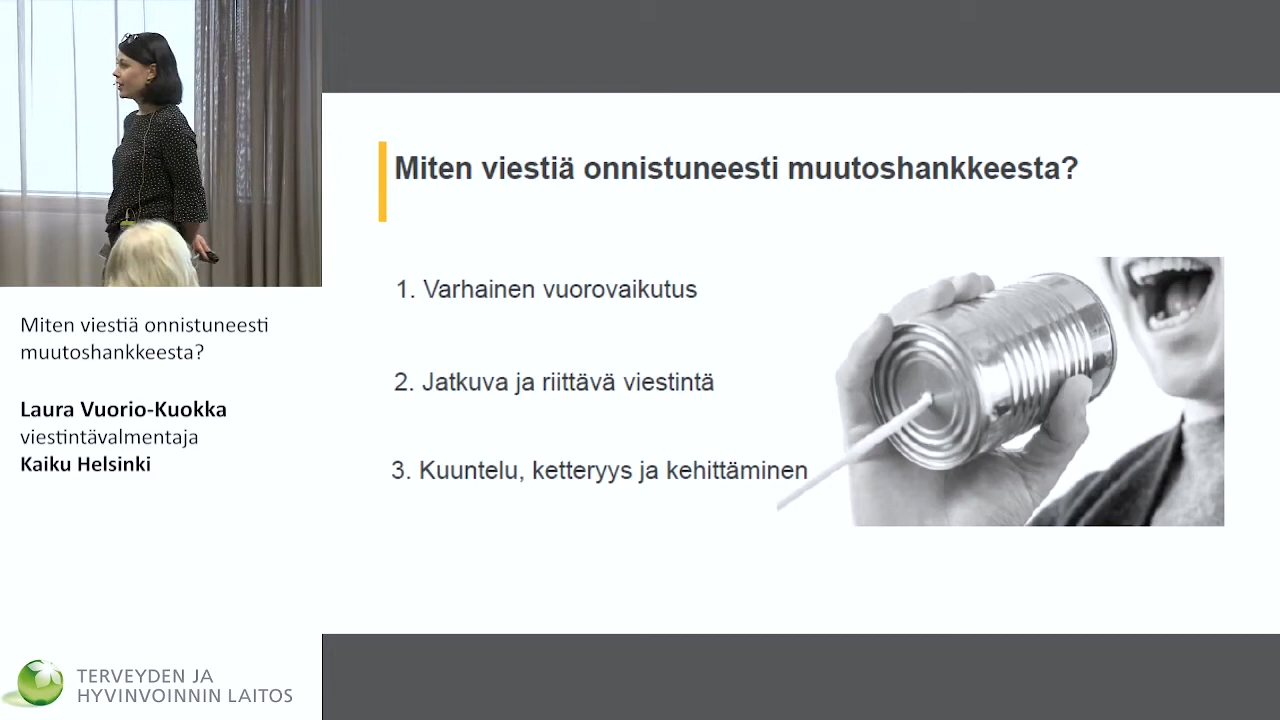 Miten viestiä onnistuneesti muutoshankkeesta?
1. Varhainen vuorovaikutus
2. Jatkuva ja riittävä viestintä
3. Kuuntelu, ketteryys ja kehittäminen
Miten viestiä onnistuneesti
muutoshankkeesta?
Laura Vuorio-Kuokka
viestintävalmentaja
Kaiku Helsinki
TERVEYDEN JA
HYVINVOINNIN LAITOS